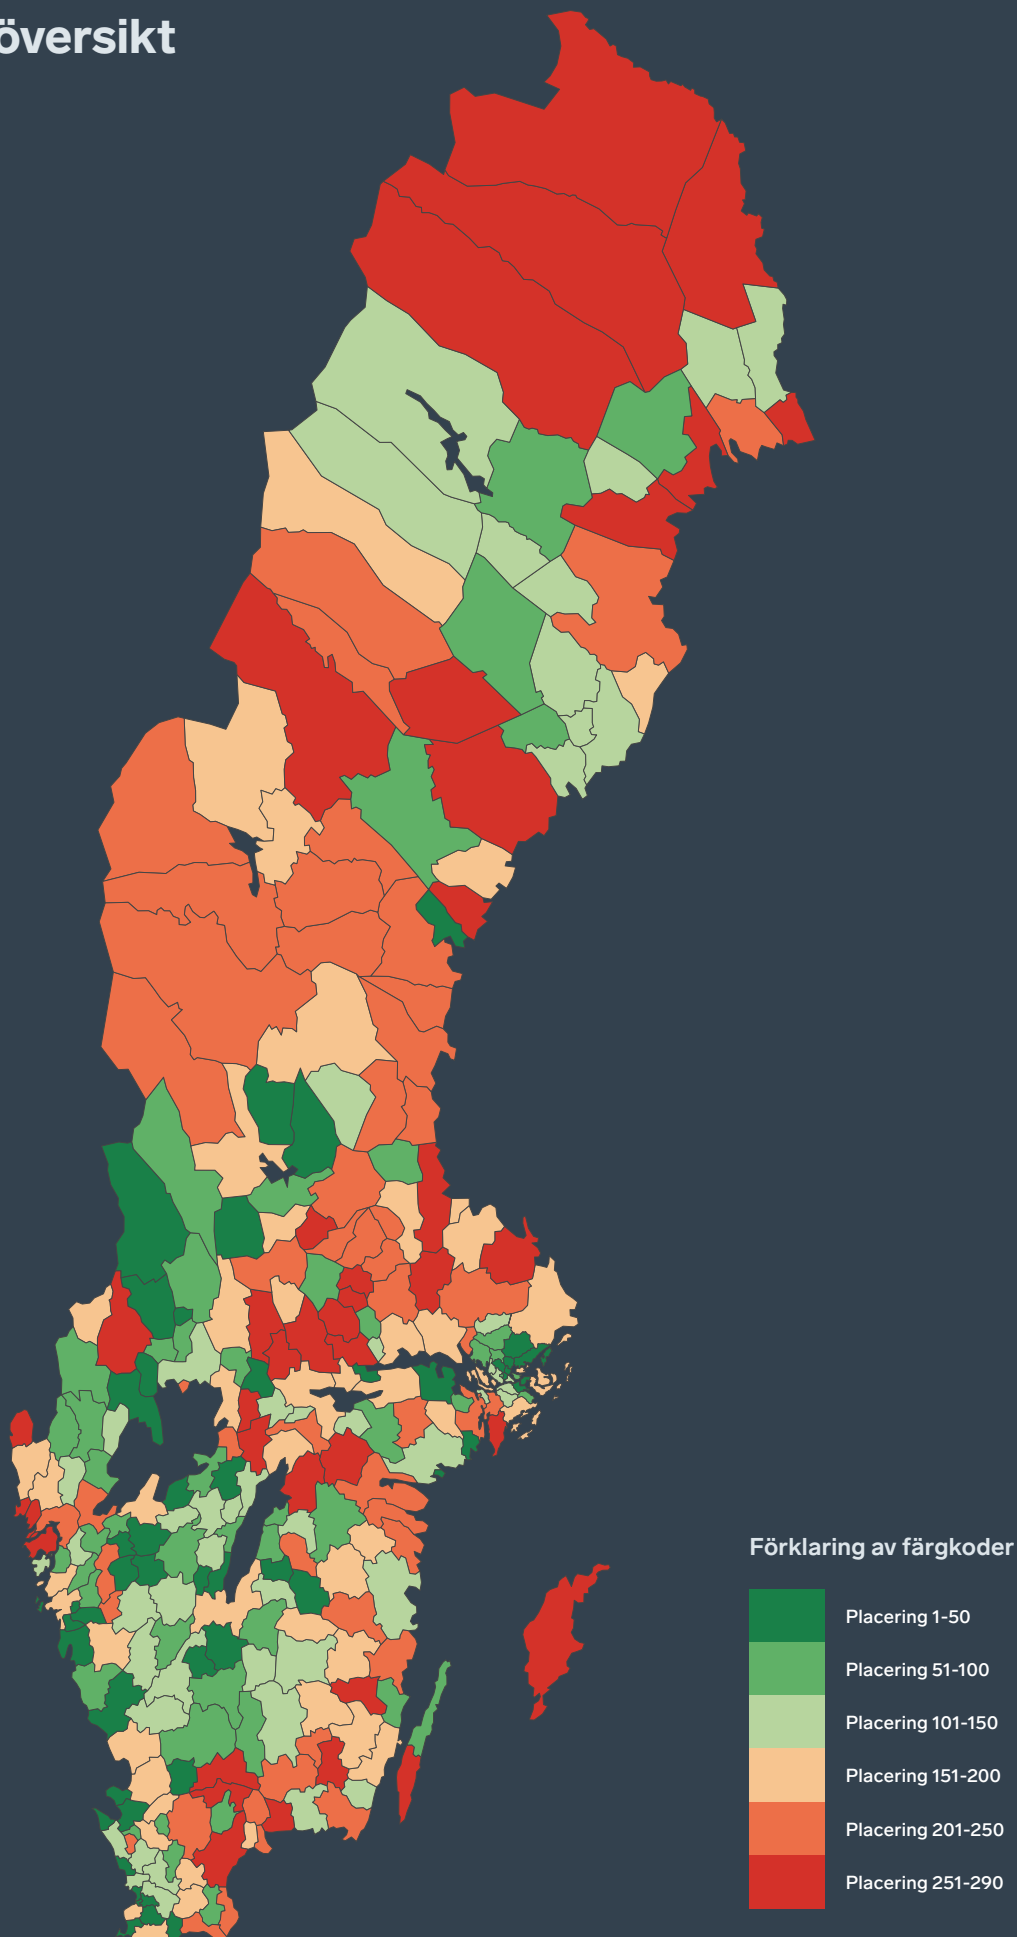 översikt
Förklaring av färgkoder
Placering 1-50
Placering 51-100
Placering 101-150
Placering 151-200
Placering 201-250
Placering 251-290